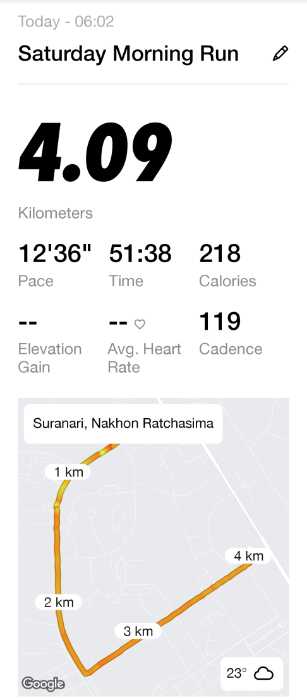 Today - 06:02
Saturday Morning Run
4.09
Kilometers
12'36" 51:38 218
Pace Time Calories
-- -- 119
Elevation Gain Avg. Heart Rate Cadence
Suranari, Nakhon Ratchasima
1 km
4 km
2 km
3 km
23°
Google